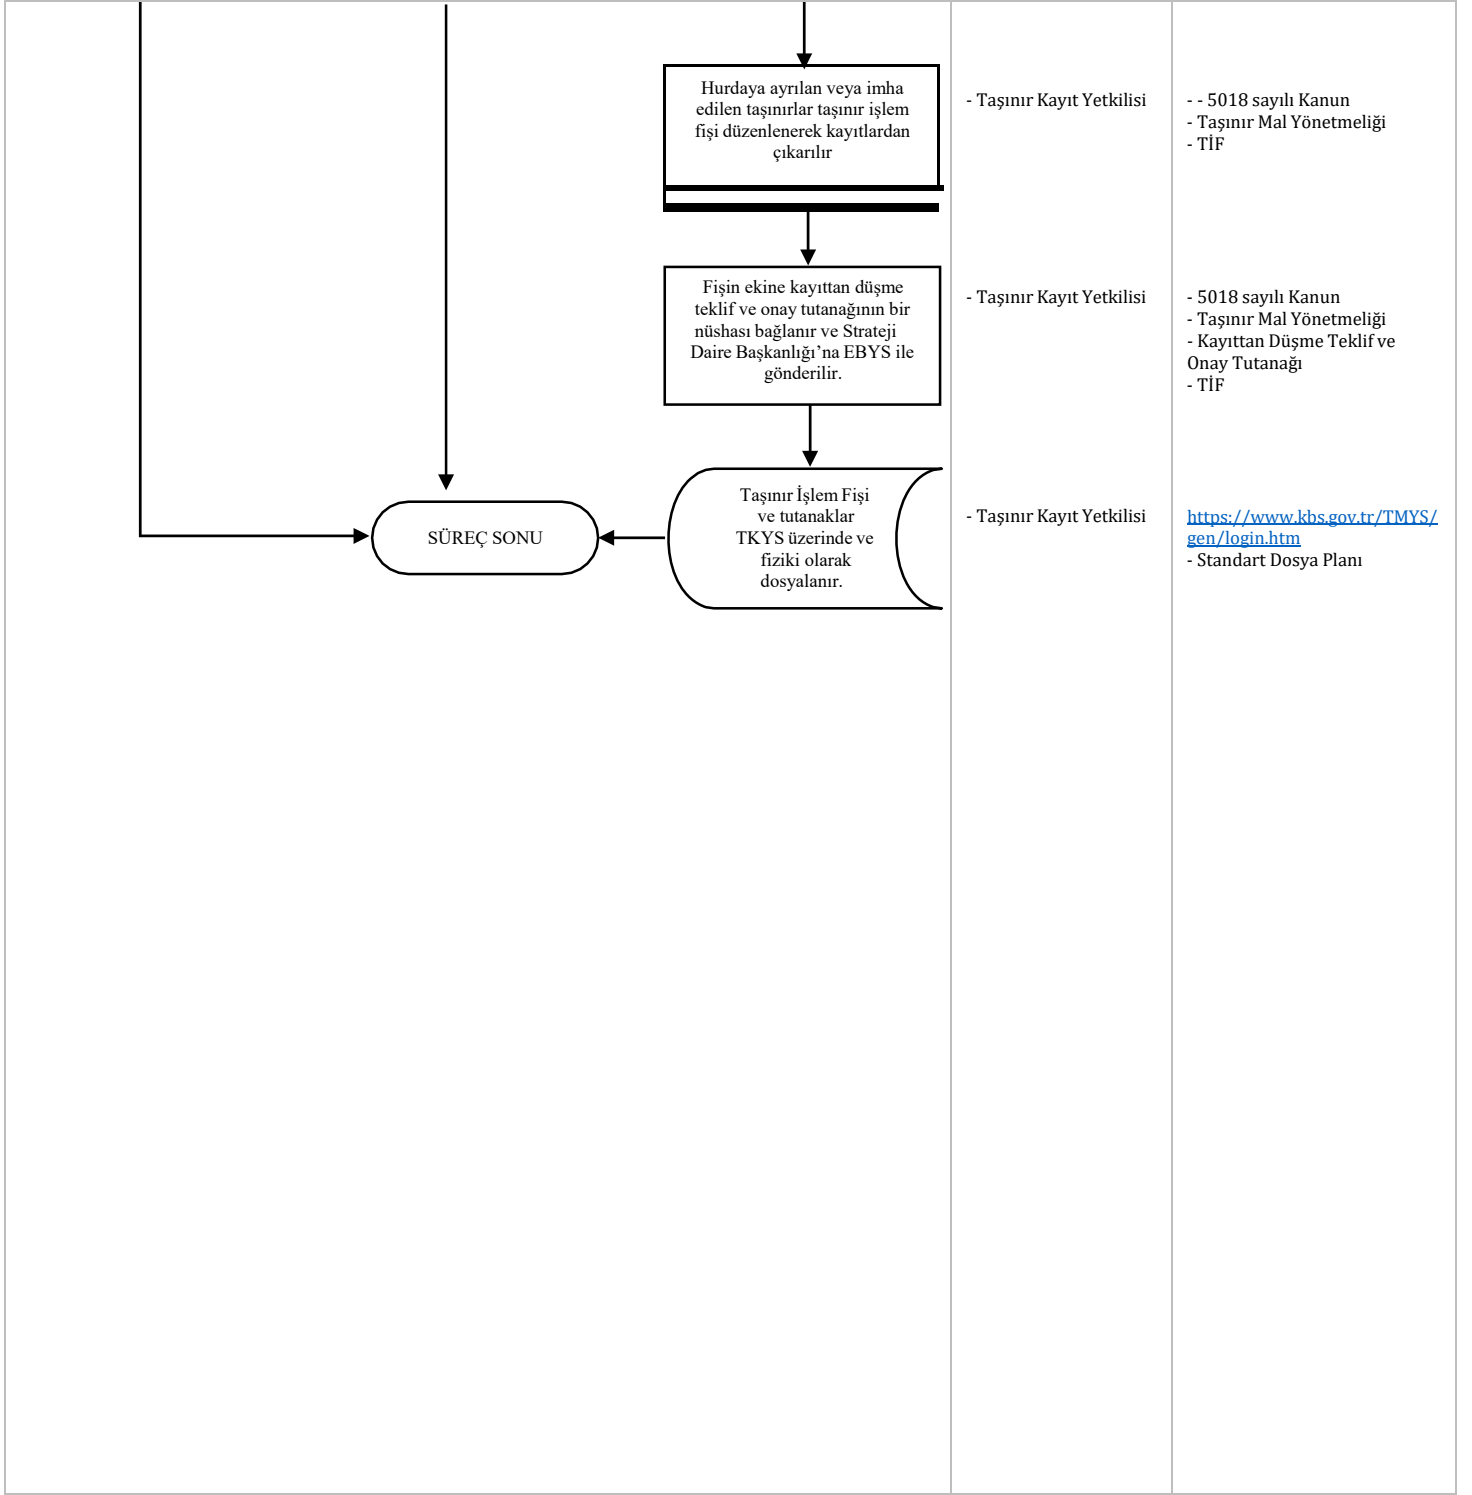 Hurdaya ayrılan veya imha
edilen taşınırlar taşınır işlem
fişi düzenlenerek kayıtlardan
çıkarılır
- Taşınır Kayıt Yetkilisi
- - 5018 sayılı Kanun
- Taşınır Mal Yönetmeliği
- TİF
Fişin ekine kayıttan düşme
teklif ve onay tutanağının bir
nüshası bağlanır ve Strateji
Daire Başkanlığı’na EBYS ile
gönderilir.
- Taşınır Kayıt Yetkilisi
- 5018 sayılı Kanun
- Taşınır Mal Yönetmeliği
- Kayıttan Düşme Teklif ve
Onay Tutanağı
- TİF
SÜREÇ SONU
Taşınır İşlem Fişi
ve tutanaklar
TKYS üzerinde ve
fiziki olarak
dosyalanır.
- Taşınır Kayıt Yetkilisi
https://www.kbs.gov.tr/TMYS/
gen/login.htm
- Standart Dosya Planı